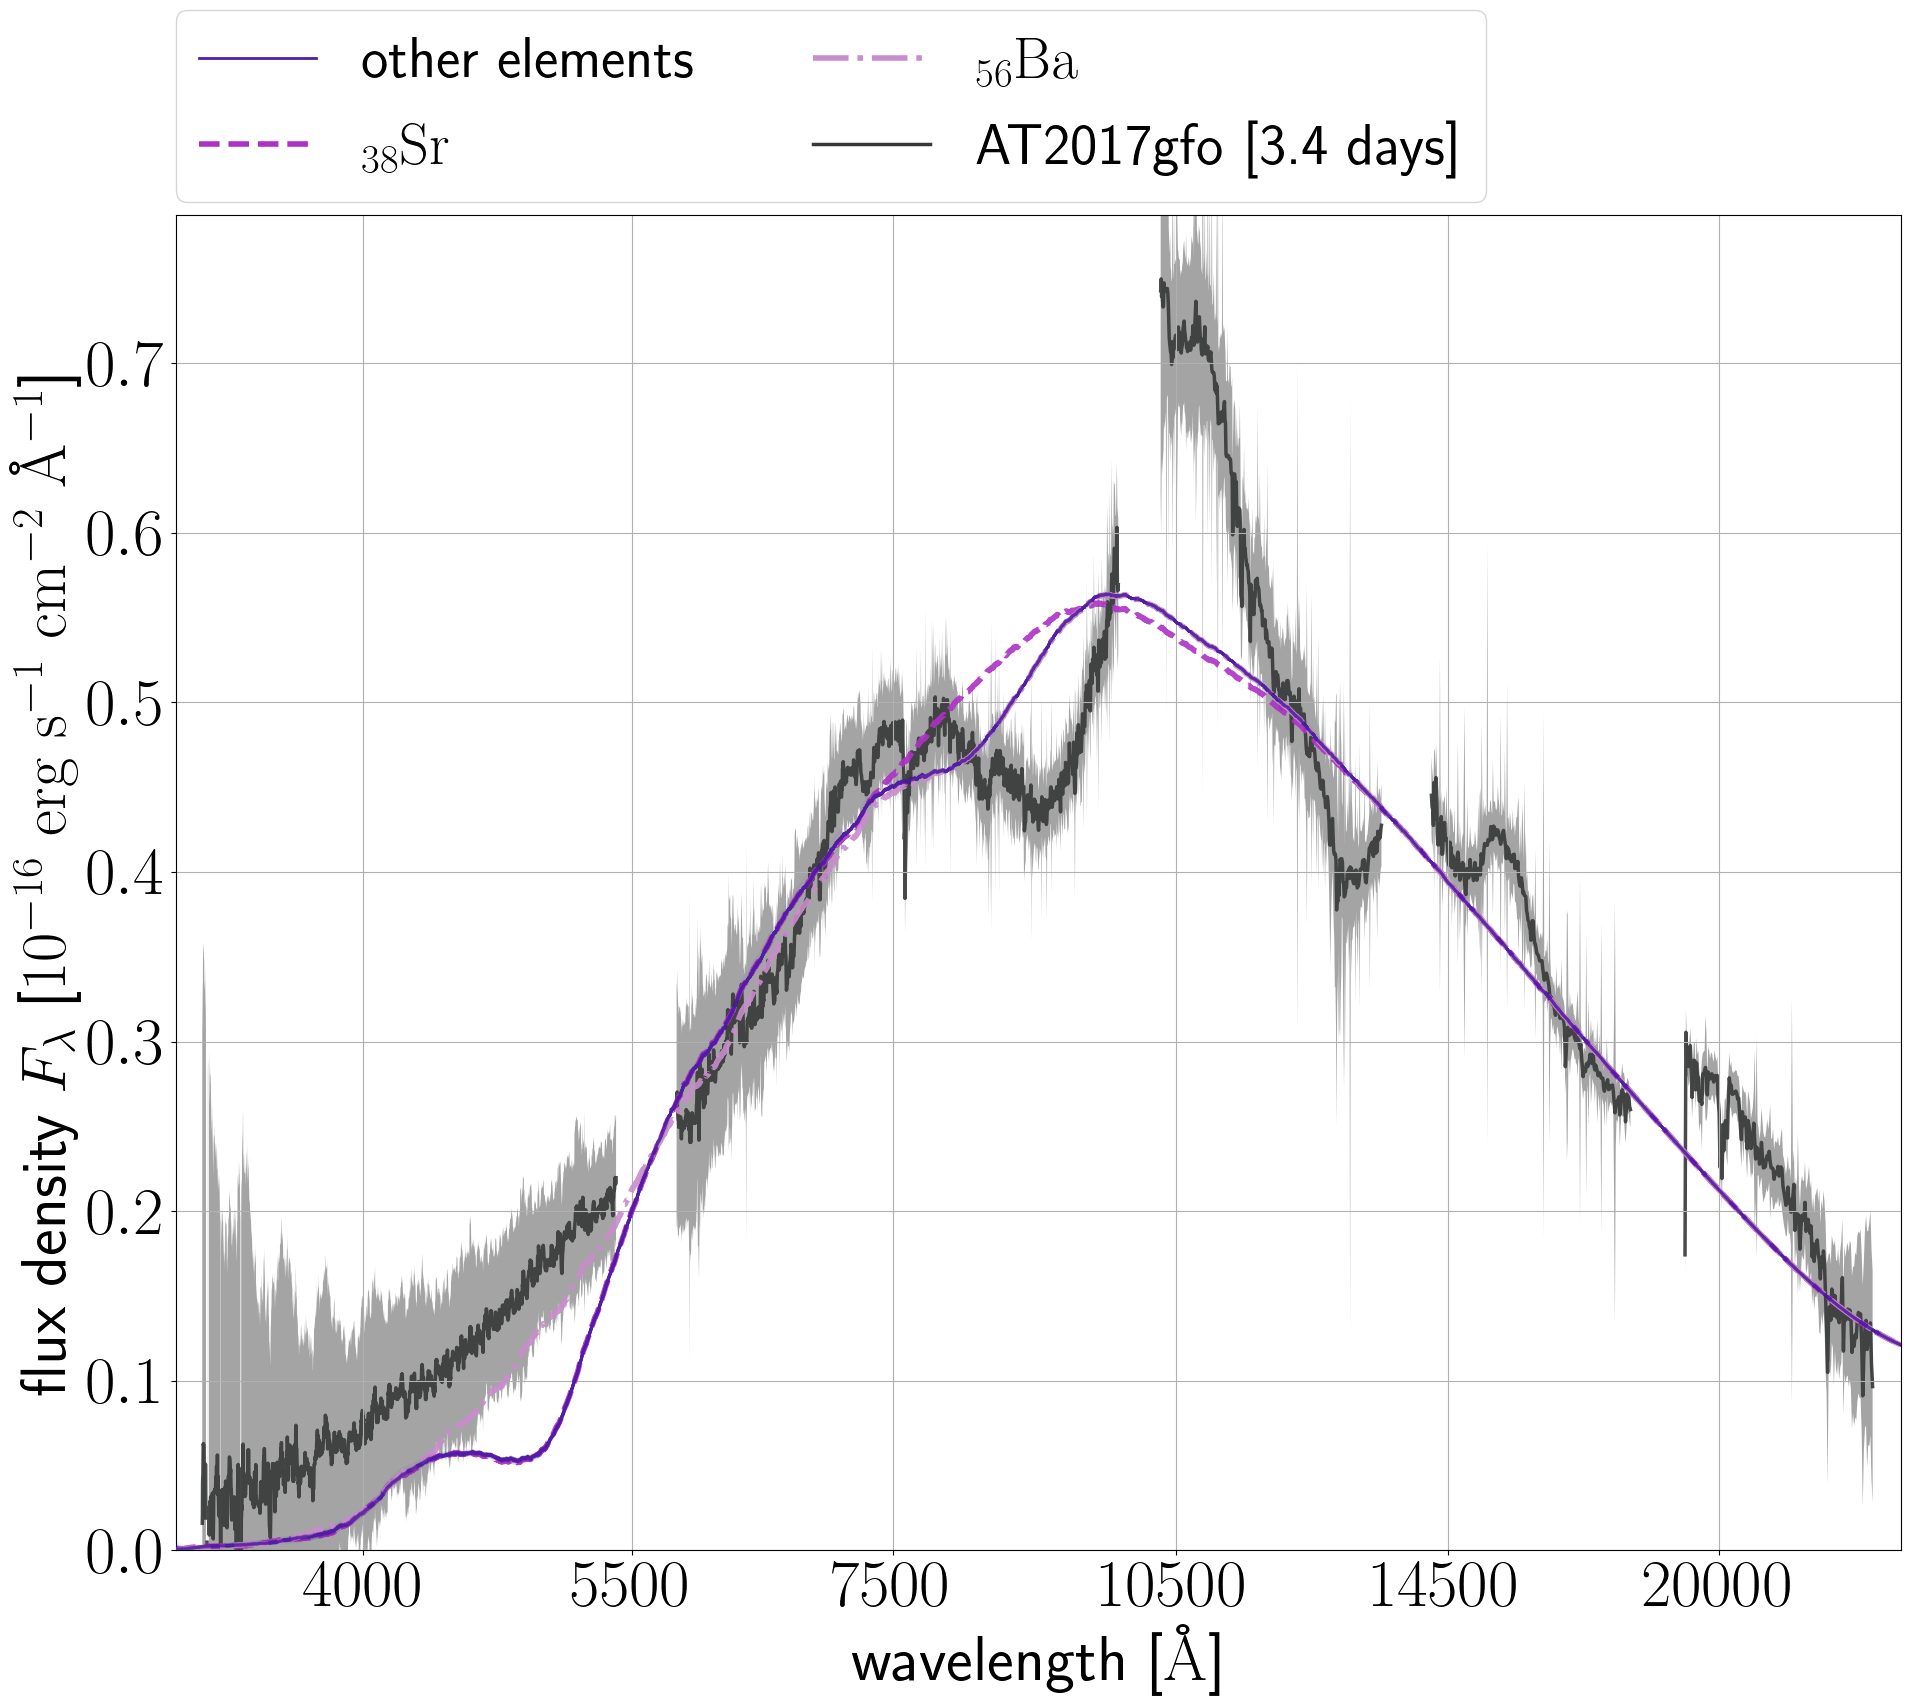 other elements
₃₈Sr
₅₆Ba
AT2017gfo [3.4 days]
flux density F_λ [10⁻¹⁶ erg s⁻¹ cm⁻² Å⁻¹]
0.7
0.6
0.5
0.4
0.3
0.2
0.1
0.0
4000 5500 7500 10500 14500 20000
wavelength [Å]